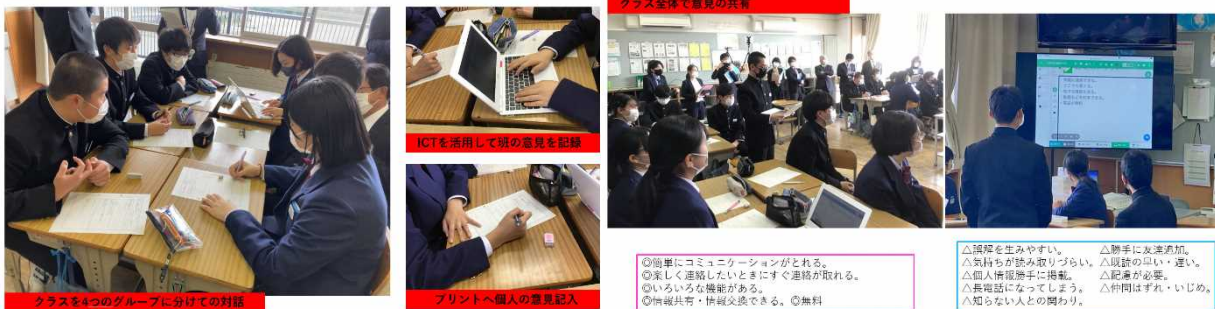 クラスを4つのグループに分けての対話
ICTを活用して班の意見を記録
プリントへ個人の意見記入
クラス全体で意見の共有
◎簡単にコミュニケーションがとれる。
◎楽しく連絡したいときにすぐ連絡が取れる。
◎いろいろな機能がある。
◎情報共有・情報交換できる。◎無料
△誤解を生みやすい。 △勝手に友達追加。
△気持ちが読み取りづらい。△既読の早い・遅い。
△個人情報勝手に掲載。 △配慮が必要。
△長電話になってしまう。 △仲間はずれ・いじめ。
△知らない人との関わり。